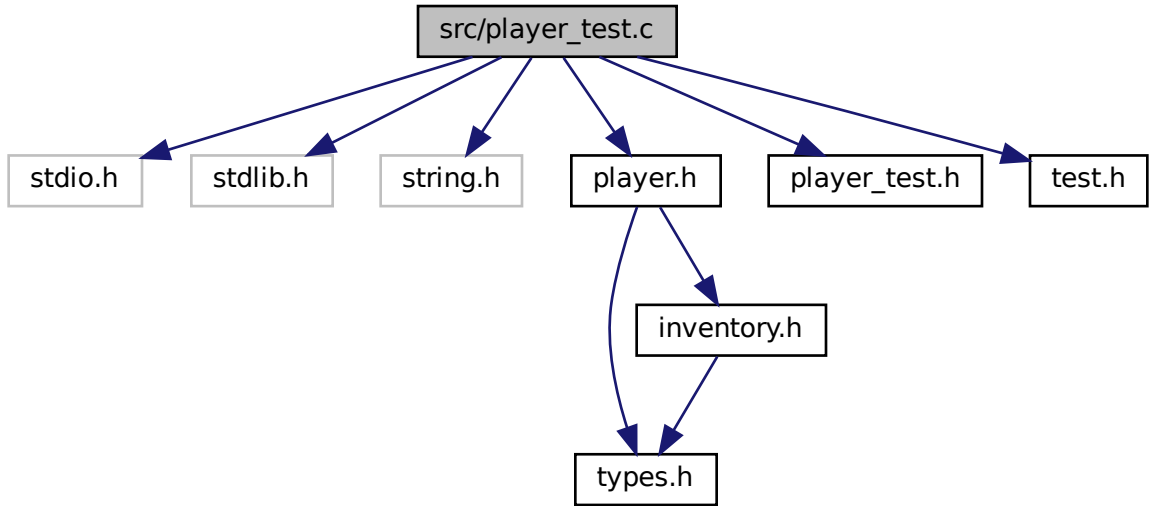 src/player_test.c
stdio.h
stdlib.h
string.h
player.h
player_test.h
test.h
inventory.h
types.h